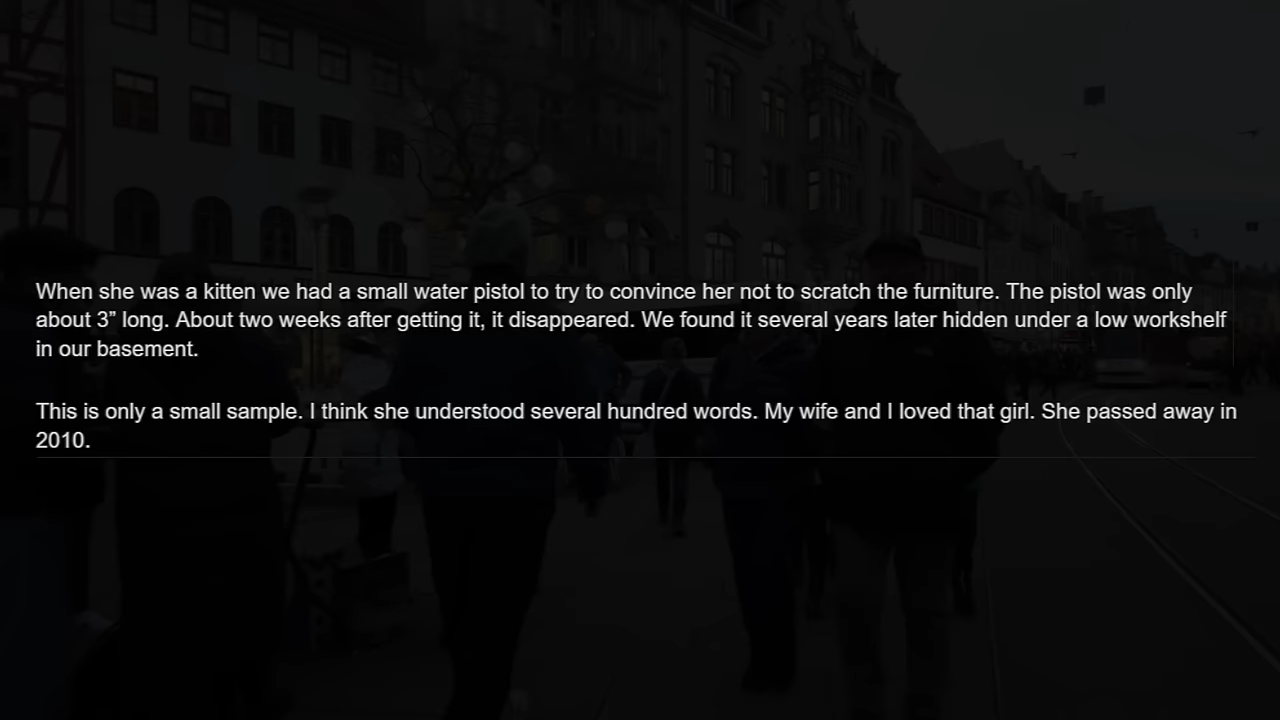 When she was a kitten we had a small water pistol to try to convince her not to scratch the furniture. The pistol was only
about 3” long. About two weeks after getting it, it disappeared. We found it several years later hidden under a low workshelf
in our basement.
This is only a small sample. I think she understood several hundred words. My wife and I loved that girl. She passed away in
2010.